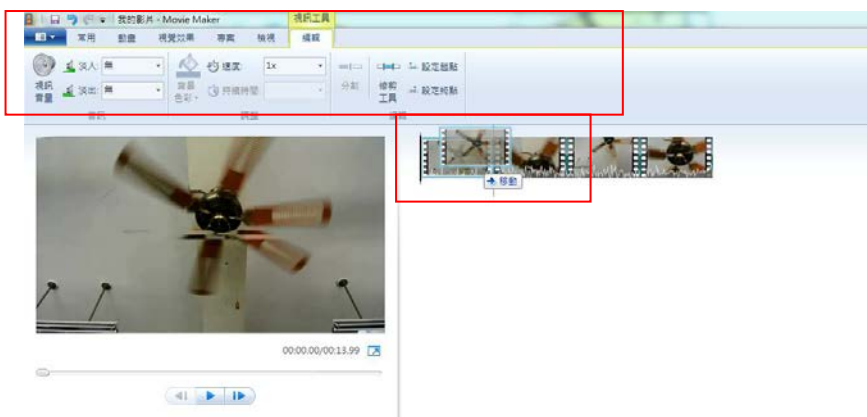 我的影片 - Movie Maker
視訊工具
常用 動畫 視覺效果 專案 檢視 編輯
視訊音量
淡入: 無
淡出: 無
音訊
背景色彩
速度: 1x
持續時間:
調整
分割
修剪工具
設定起點
設定終點
編輯
移動
00:00.00/00:13.99